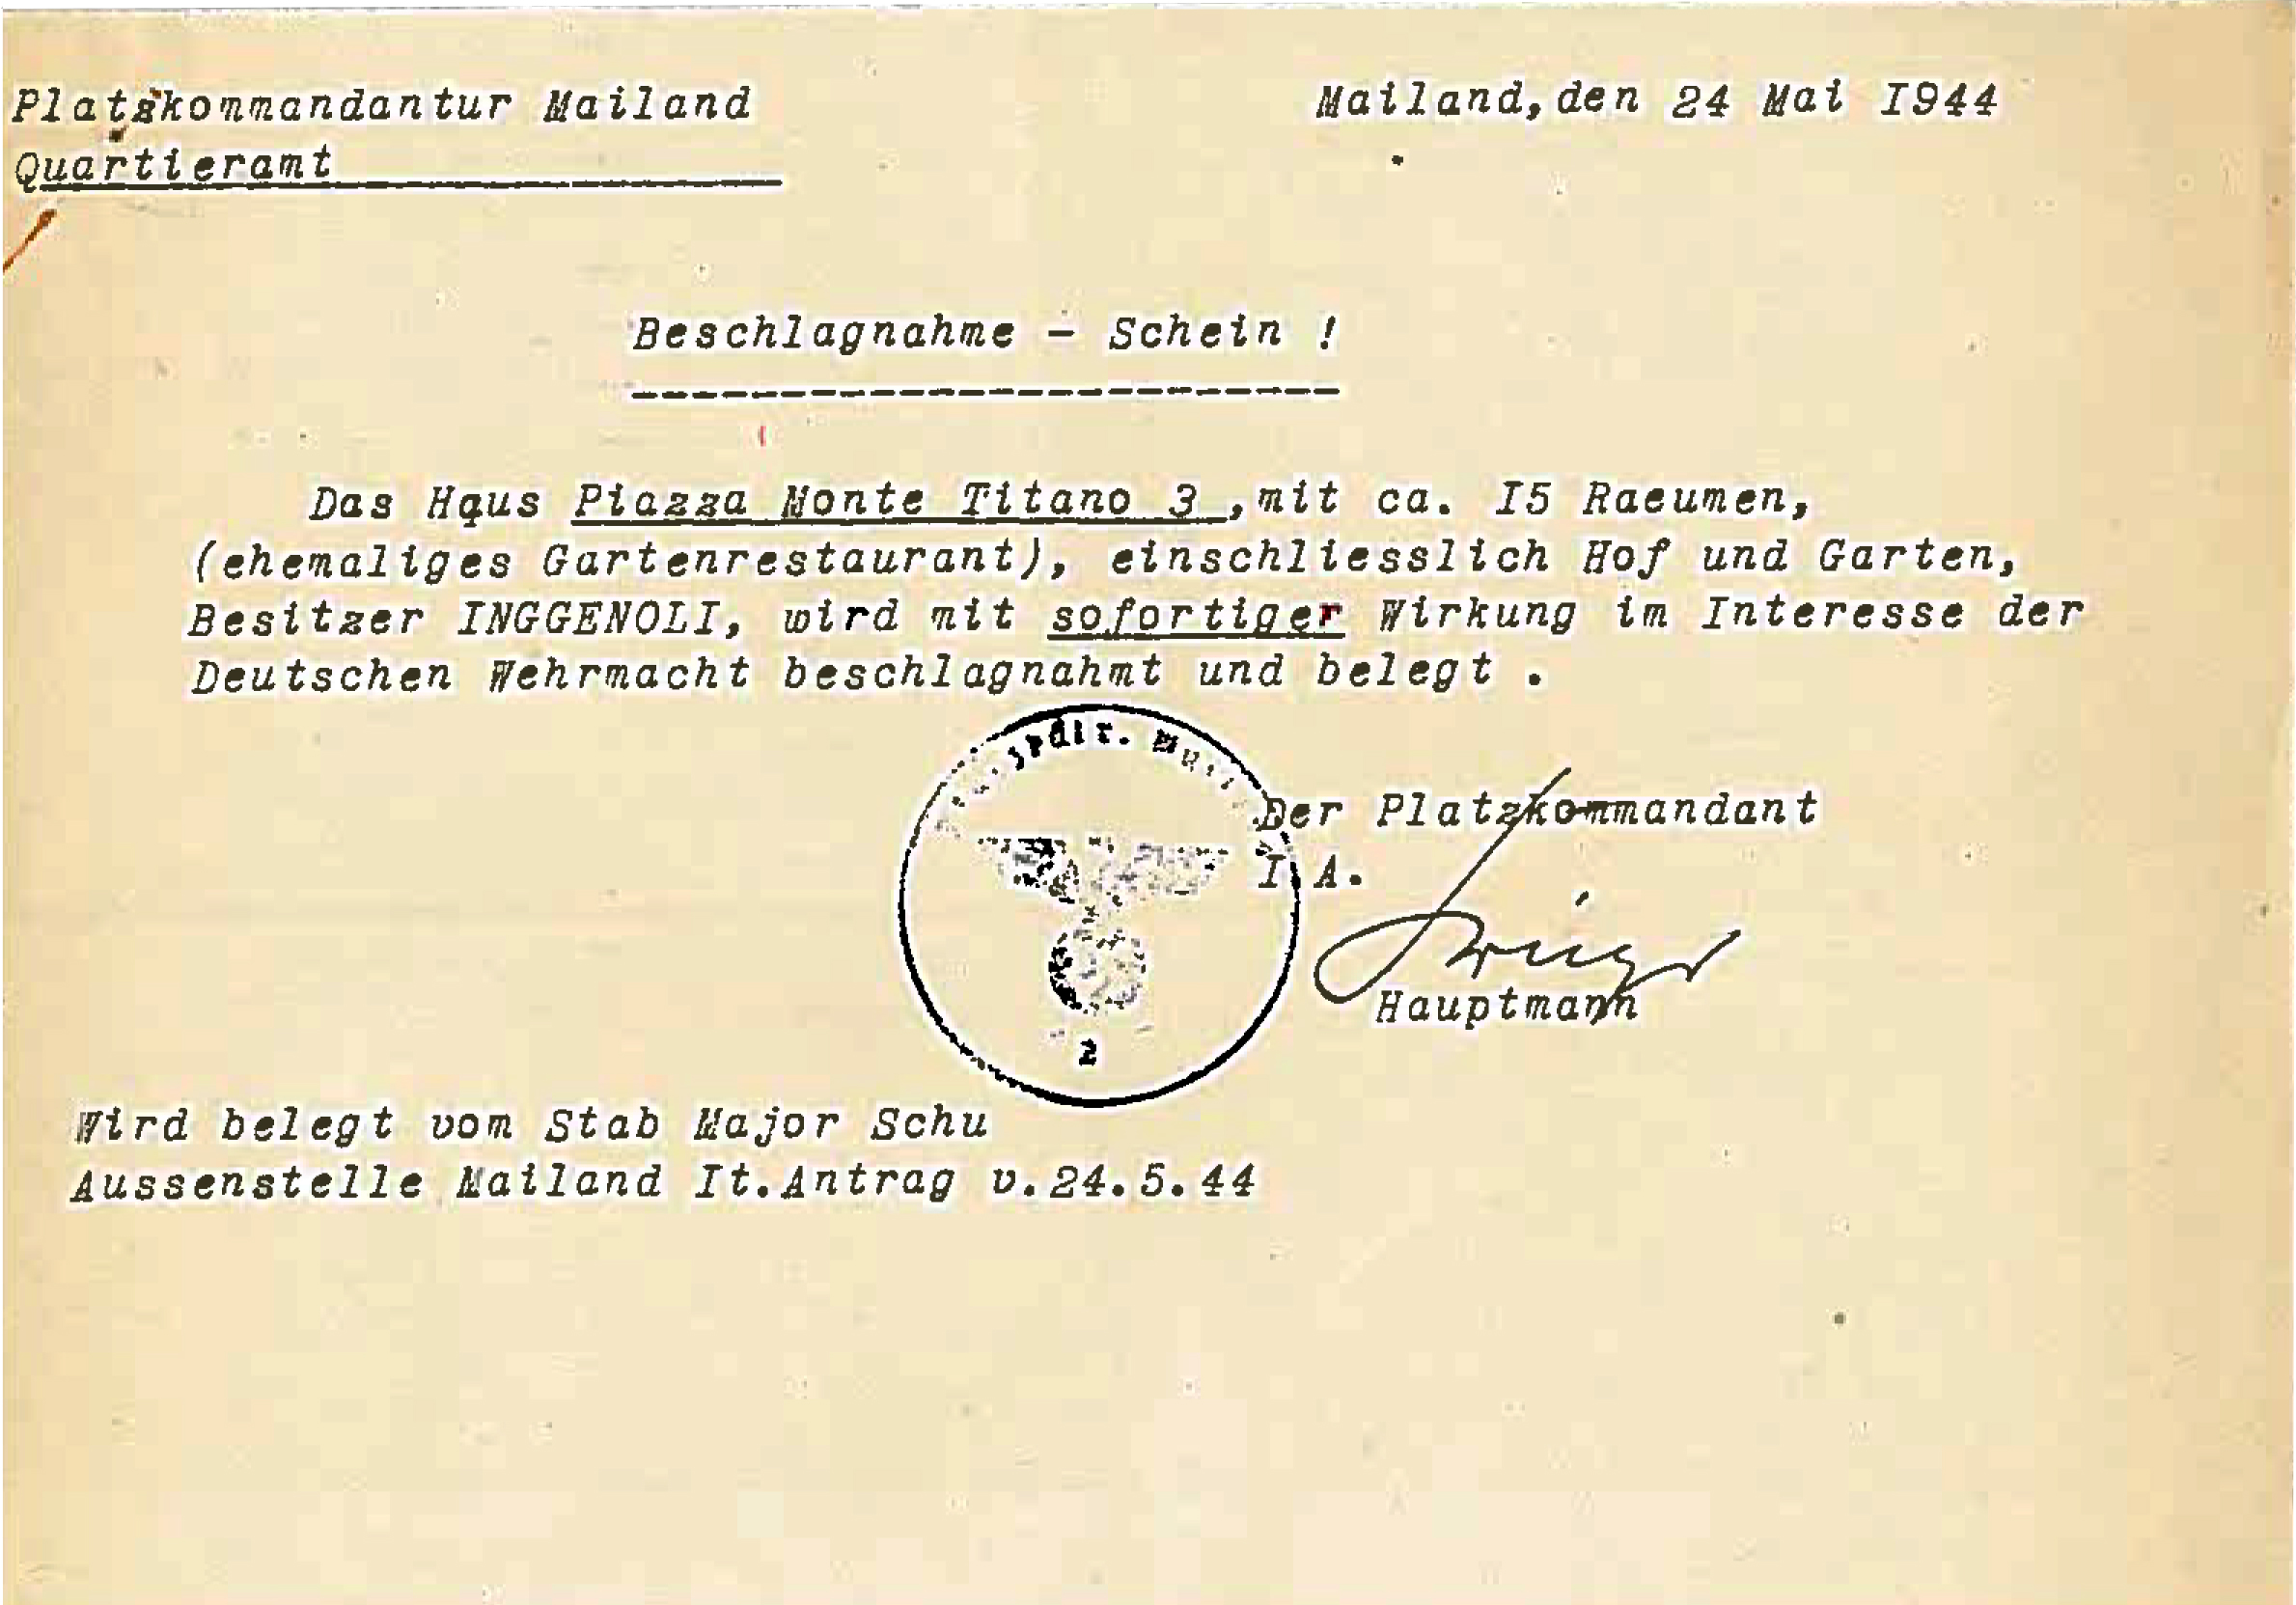 Platzkommandantur Mailand
Mailand,den 24 Mai I944
Quartieramt
Beschlagnahme - Schein !
Das Haus Piazza Monte Titano 3 ,mit ca. I5 Raeumen,
(ehemaliges Gartenrestaurant), einschliesslich Hof und Garten,
Besitzer INGGENOLI, wird mit sofortiger Wirkung im Interesse der
Deutschen Wehrmacht beschlagnahmt und belegt .
Der Platzkommandant
I.A.
Hauptmann
2
Wird belegt vom Stab Major Schu
Aussenstelle Mailand It.Antrag v.24.5.44